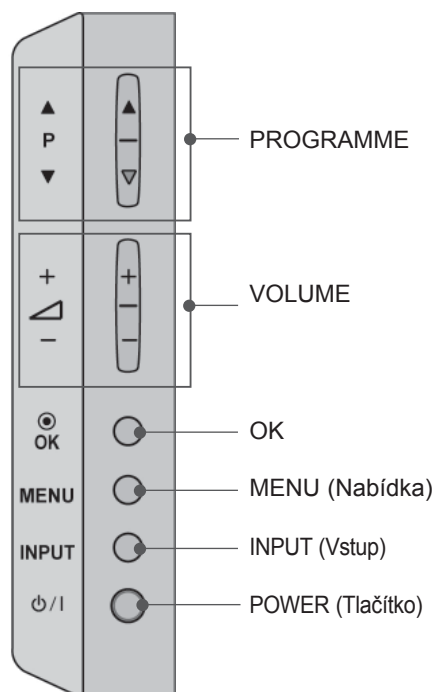 ▲
P
▼
PROGRAMME
+
−
+
−
VOLUME
OK
OK
MENU
MENU (Nabídka)
INPUT
INPUT (Vstup)
⏻/I
POWER (Tlačítko)